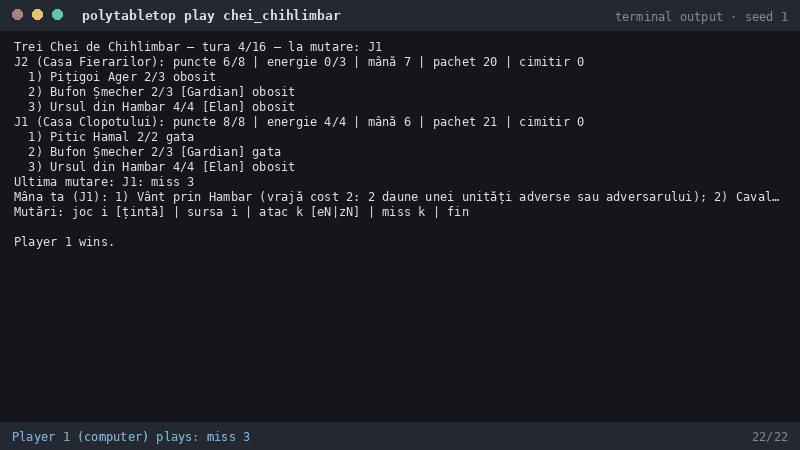 polytabletop play chei_chihlimbar
terminal output · seed 1
Trei Chei de Chihlimbar — tura 4/16 — la mutare: J1
J2 (Casa Fierarilor): puncte 6/8 | energie 0/3 | mână 7 | pachet 20 | cimitir 0
1) Pițigoi Ager 2/3 obosit
2) Bufon Șmecher 2/3 [Gardian] obosit
3) Ursul din Hambar 4/4 [Elan] obosit
J1 (Casa Clopotului): puncte 8/8 | energie 4/4 | mână 6 | pachet 21 | cimitir 0
1) Pitic Hamal 2/2 gata
2) Bufon Șmecher 2/3 [Gardian] gata
3) Ursul din Hambar 4/4 [Elan] obosit
Ultima mutare: J1: miss 3
Mâna ta (J1): 1) Vânt prin Hambar (vrajă cost 2: 2 daune unei unități adverse sau adversarului); 2) Caval…
Mutări: joc i [țintă] | sursa i | atac k [eN|zN] | miss k | fin
Player 1 wins.
Player 1 (computer) plays: miss 3
22/22